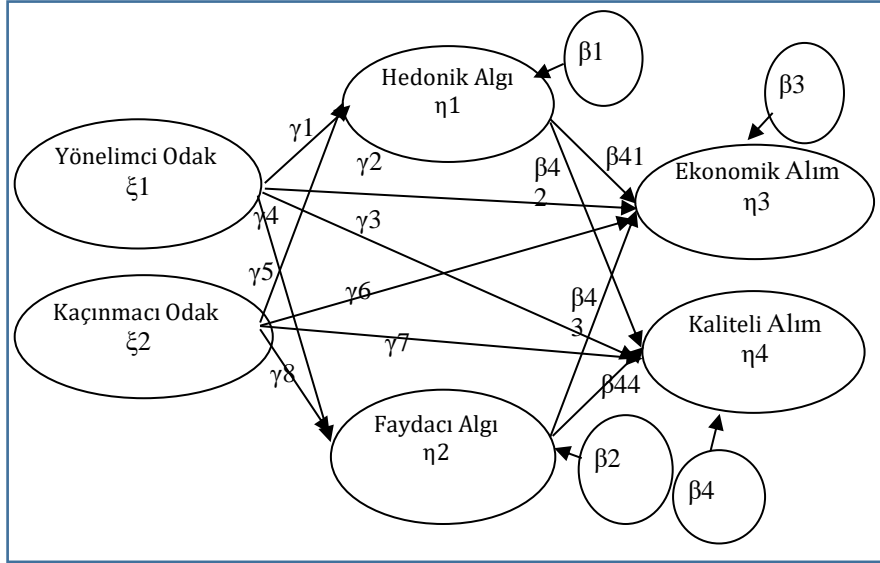 Hedonik Algı
η1
β1
β3
Yönelimci Odak
ξ1
γ1
γ2
β4
2
β41
Ekonomik Alım
η3
γ4
γ3
γ5
Kaçınmacı Odak
ξ2
γ6
β4
3
Kaliteli Alım
η4
γ7
γ8
β44
Faydacı Algı
η2
β2
β4